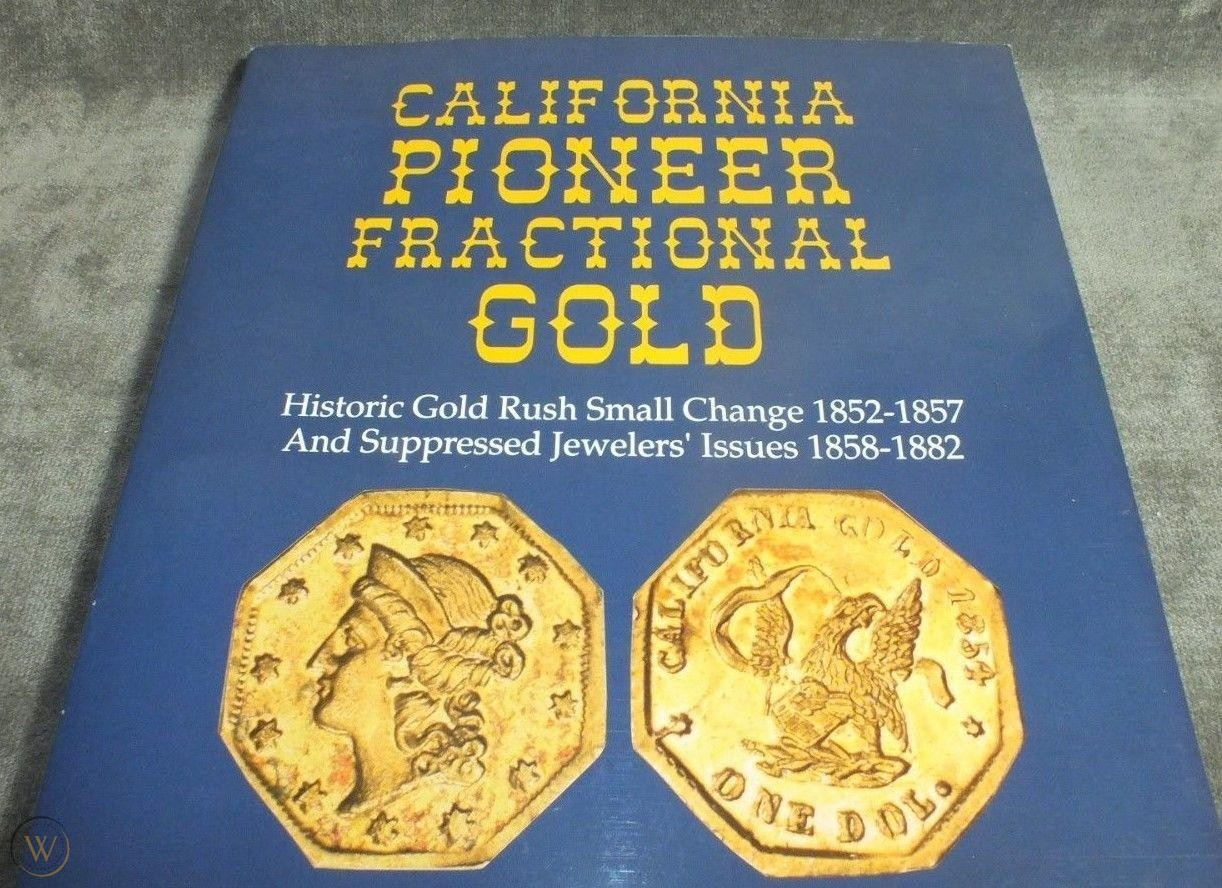 CALIFORNIA
PIONEER
FRACTIONAL
GOLD
Historic Gold Rush Small Change 1852-1857
And Suppressed Jewelers' Issues 1858-1882
CALIFORNIA GOLD 1854
ONE DOL.
W